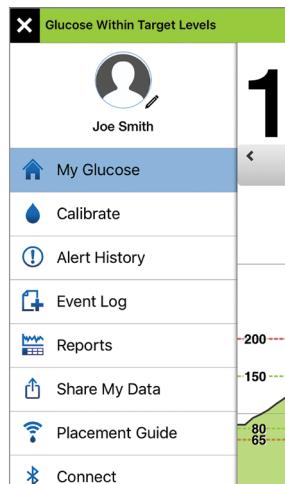 Glucose Within Target Levels
1
Joe Smith
My Glucose
Calibrate
Alert History
Event Log
Reports
Share My Data
Placement Guide
Connect
200
150
80
65